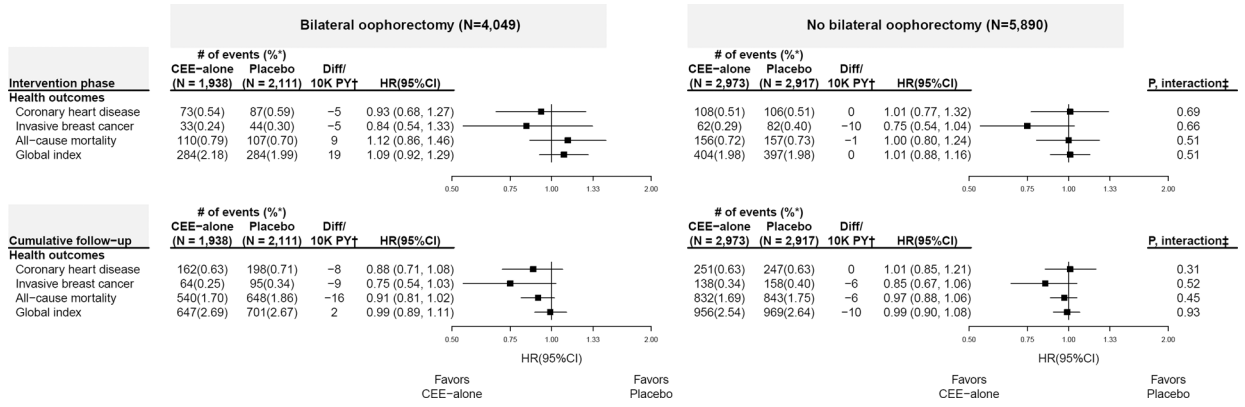 Bilateral oophorectomy (N=4,049) No bilateral oophorectomy (N=5,890)
# of events (%*) # of events (%*)
CEE−alone Placebo Diff/ CEE−alone Placebo Diff/
Intervention phase (N = 1,938) (N = 2,111) 10K PY† HR(95%CI) (N = 2,973) (N = 2,917) 10K PY† HR(95%CI) P, interaction‡
Health outcomes
Coronary heart disease 73(0.54) 87(0.59) −5 0.93 (0.68, 1.27) 108(0.51) 106(0.51) 0 1.01 (0.77, 1.32) 0.69
Invasive breast cancer 33(0.24) 44(0.30) −5 0.84 (0.54, 1.33) 62(0.29) 82(0.40) −10 0.75 (0.54, 1.04) 0.66
All−cause mortality 110(0.79) 107(0.70) 9 1.12 (0.86, 1.46) 156(0.72) 157(0.73) −1 1.00 (0.80, 1.24) 0.51
Global index 284(2.18) 284(1.99) 19 1.09 (0.92, 1.29) 404(1.98) 397(1.98) 0 1.01 (0.88, 1.16) 0.51
0.50 0.75 1.00 1.33 2.00 0.50 0.75 1.00 1.33 2.00
# of events (%*) # of events (%*)
CEE−alone Placebo Diff/ CEE−alone Placebo Diff/
Cumulative follow−up (N = 1,938) (N = 2,111) 10K PY† HR(95%CI) (N = 2,973) (N = 2,917) 10K PY† HR(95%CI) P, interaction‡
Health outcomes
Coronary heart disease 162(0.63) 198(0.71) −8 0.88 (0.71, 1.08) 251(0.63) 247(0.63) 0 1.01 (0.85, 1.21) 0.31
Invasive breast cancer 64(0.25) 95(0.34) −9 0.75 (0.54, 1.03) 138(0.34) 158(0.40) −6 0.85 (0.67, 1.06) 0.52
All−cause mortality 540(1.70) 648(1.86) −16 0.91 (0.81, 1.02) 832(1.69) 843(1.75) −6 0.97 (0.88, 1.06) 0.45
Global index 647(2.69) 701(2.67) 2 0.99 (0.89, 1.11) 956(2.54) 969(2.64) −10 0.99 (0.90, 1.08) 0.93
0.50 0.75 1.00 1.33 2.00 0.50 0.75 1.00 1.33 2.00
HR(95%CI) HR(95%CI)
Favors Favors Favors Favors
CEE−alone Placebo CEE−alone Placebo